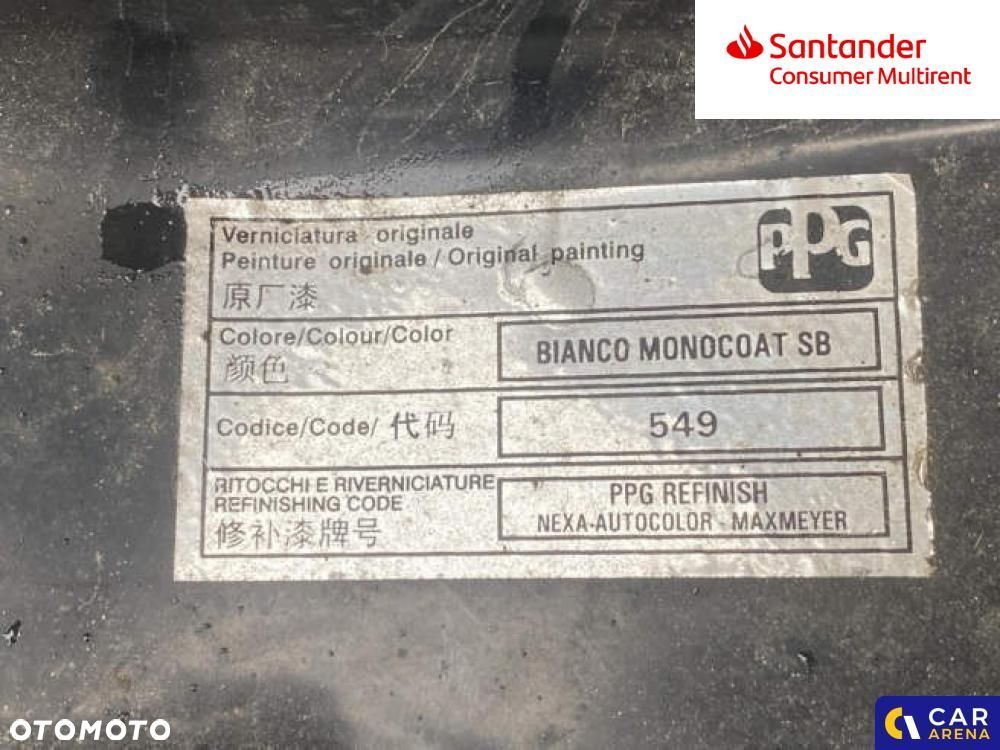 Santander
Consumer Multirent
Verniciatura originale
Peinture originale / Original painting
原厂漆
PPG
Colore/Colour/Color
颜色
BIANCO MONOCOAT SB
Codice/Code/ 代码
549
RITOCCHI E RIVERNICIATURE
REFINISHING CODE
修补漆牌号
PPG REFINISH
NEXA-AUTOCOLOR - MAXMEYER
OTOMOTO
CAR
ARENA